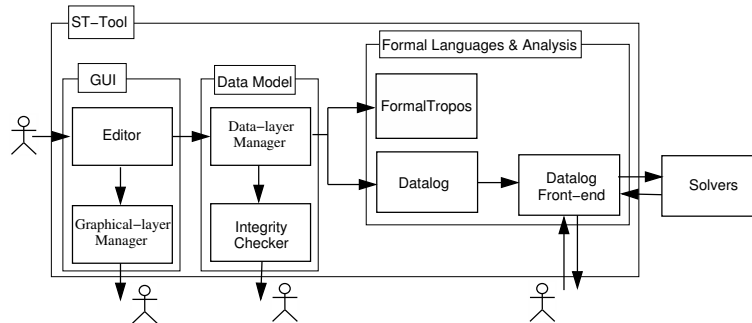 ST-Tool
Formal Languages & Analysis
GUI
Data Model
FormalTropos
Editor
Data-layer
Manager
Datalog
Datalog
Front-end
Solvers
Graphical-layer
Manager
Integrity
Checker